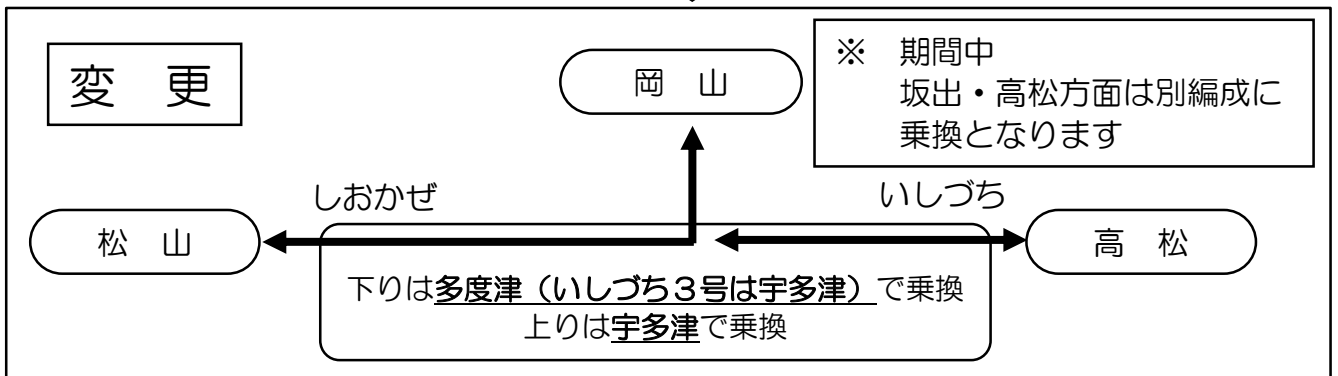 変　更
岡　山
※　期間中
坂出・高松方面は別編成に
乗換となります
しおかぜ
いしづち
松　山
高　松
下りは多度津（いしづち３号は宇多津）で乗換
上りは宇多津で乗換